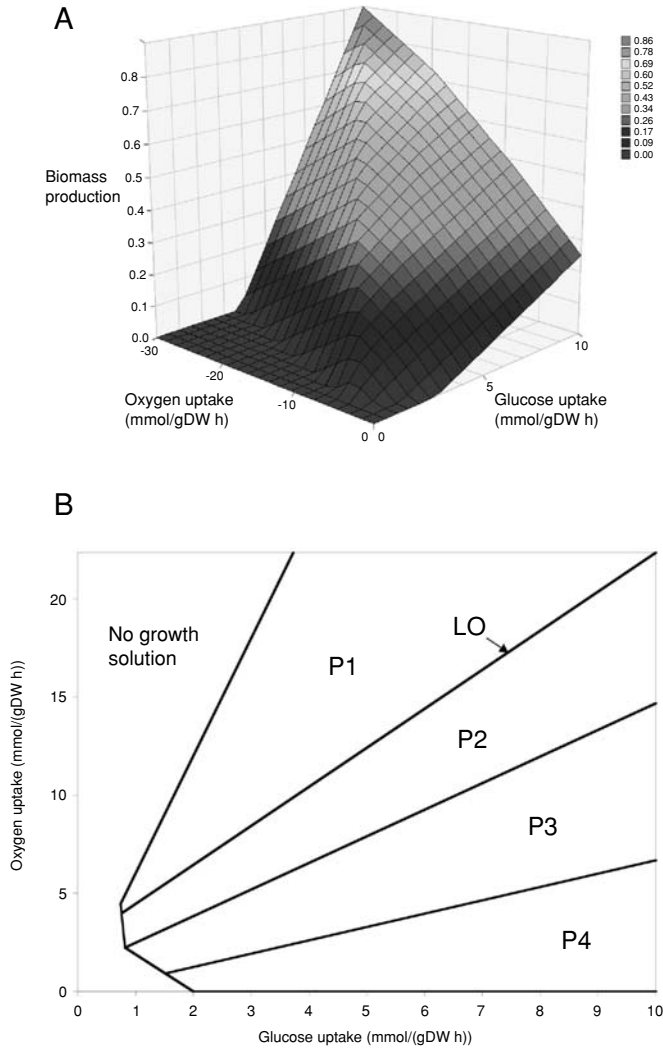 A
0.86
0.78
0.69
0.60
0.52
0.43
0.34
0.26
0.17
0.09
0.00
0.8
0.7
0.6
0.5
0.4
0.3
0.2
0.1
0.0
Biomass
production
-30
-20
-10
0
0
5
10
Oxygen uptake
(mmol/gDW h)
Glucose uptake
(mmol/gDW h)
B
20
15
10
5
0
Oxygen uptake (mmol/(gDW h))
No growth
solution
P1
LO
P2
P3
P4
0 1 2 3 4 5 6 7 8 9 10
Glucose uptake (mmol/(gDW h))